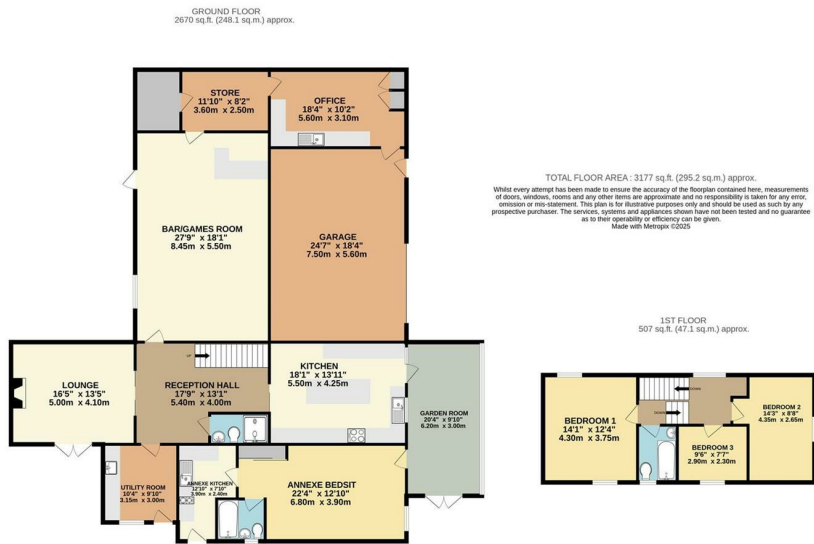 GROUND FLOOR
2670 sq.ft. (248.1 sq.m.) approx.
STORE
11'10" x 8'2"
3.60m x 2.50m
OFFICE
18'4" x 10'2"
5.60m x 3.10m
BAR/GAMES ROOM
27'9" x 18'1"
8.45m x 5.50m
GARAGE
24'7" x 18'4"
7.50m x 5.60m
LOUNGE
16'5" x 13'5"
5.00m x 4.10m
UP
RECEPTION HALL
17'9" x 13'1"
5.40m x 4.00m
KITCHEN
18'1" x 13'11"
5.50m x 4.25m
GARDEN ROOM
20'4" x 9'10"
6.20m x 3.00m
UTILITY ROOM
10'4" x 9'10"
3.15m x 3.00m
ANNEXE KITCHEN
12'10" x 7'10"
3.90m x 2.40m
ANNEXE BEDSIT
22'4" x 12'10"
6.80m x 3.90m
TOTAL FLOOR AREA : 3177 sq.ft. (295.2 sq.m.) approx.
Whilst every attempt has been made to ensure the accuracy of the floorplan contained here, measurements
of doors, windows, rooms and any other items are approximate and no responsibility is taken for any error,
omission or mis-statement. This plan is for illustrative purposes only and should be used as such by any
prospective purchaser. The services, systems and appliances shown have not been tested and no guarantee
as to their operability or efficiency can be given.
Made with Metropix ©2025
1ST FLOOR
507 sq.ft. (47.1 sq.m.) approx.
BEDROOM 1
14'1" x 12'4"
4.30m x 3.75m
DOWN
DOWN
BEDROOM 2
14'3" x 8'8"
4.35m x 2.65m
BEDROOM 3
9'6" x 7'7"
2.90m x 2.30m